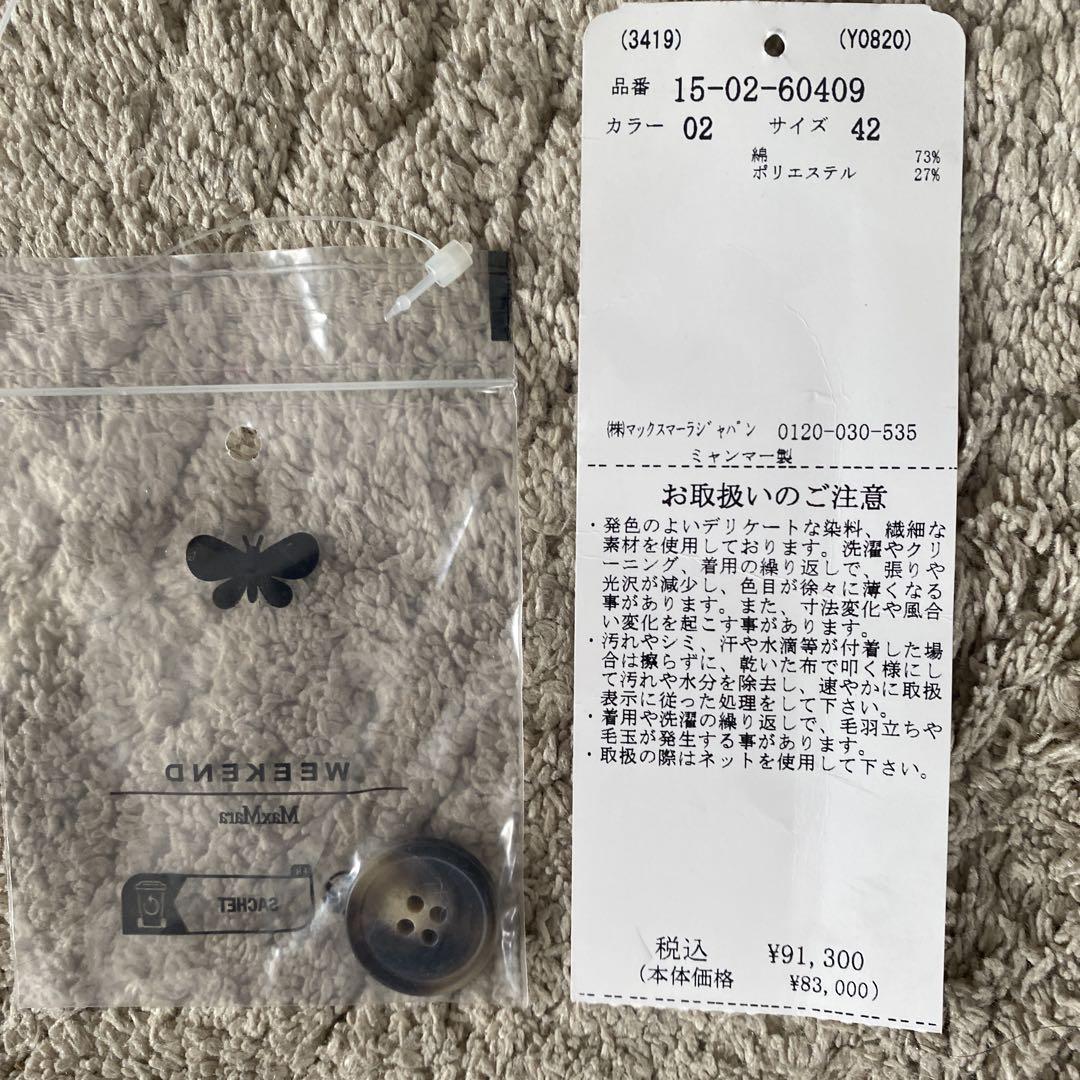 (3419) (Y0820)
品番 15-02-60409
カラー 02 サイズ 42
綿 73%
ポリエステル 27%
㈱マックスマーラジャパン 0120-030-535
ミャンマー製
お取扱いのご注意
・発色のよいデリケートな染料、繊細な
素材を使用しております。洗濯やクリ
ーニング、着用の繰り返しで、張りや
光沢が減少し、色目が徐々に薄くなる
事があります。また、寸法変化や風合
い変化を起こす事があります。
・汚れやシミ、汗や水滴等が付着した場
合は擦らずに、乾いた布で叩く様にし
て汚れや水分を除去し、速やかに取扱
表示に従った処理をして下さい。
・着用や洗濯の繰り返しで、毛羽立ちや
毛玉が発生する事があります。
・取扱の際はネットを使用して下さい。
税込 ¥91,300
(本体価格 ¥83,000)
WEEKEND
MaxMara
SACHET